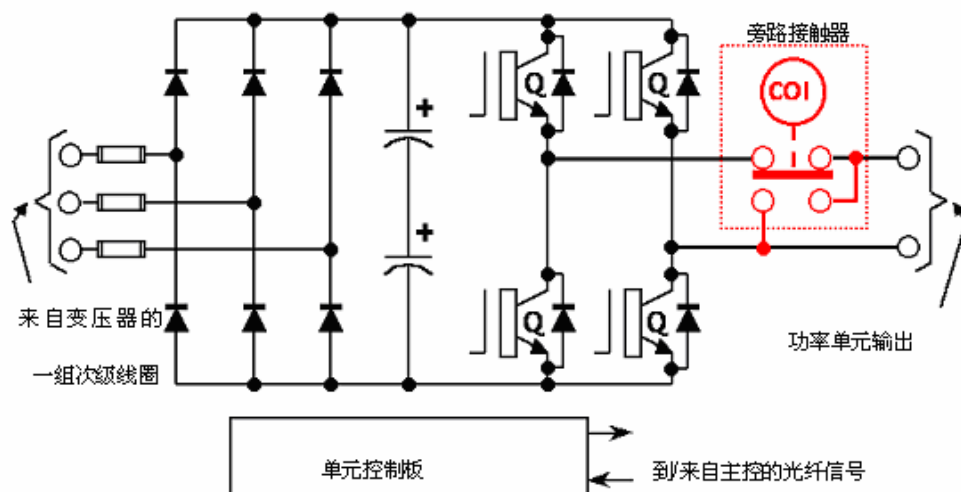 旁路接触器
COI
+
+
Q
Q
Q
Q
来自变压器的
一组次级线圈
功率单元输出
单元控制板
到/来自主控的光纤信号